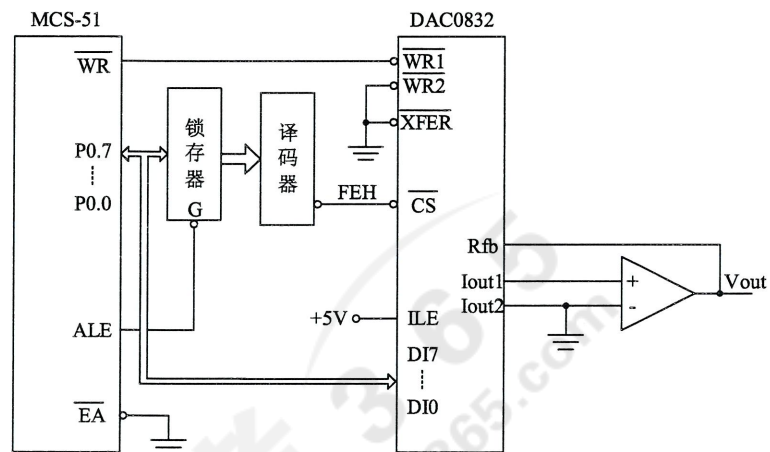 MCS-51
DAC0832
WR
WR1
WR2
XFER
锁存器
G
译码器
P0.7
P0.0
FEH
CS
Rfb
Iout1
Iout2
+
-
Vout
ALE
+5V
ILE
DI7
DI0
EA